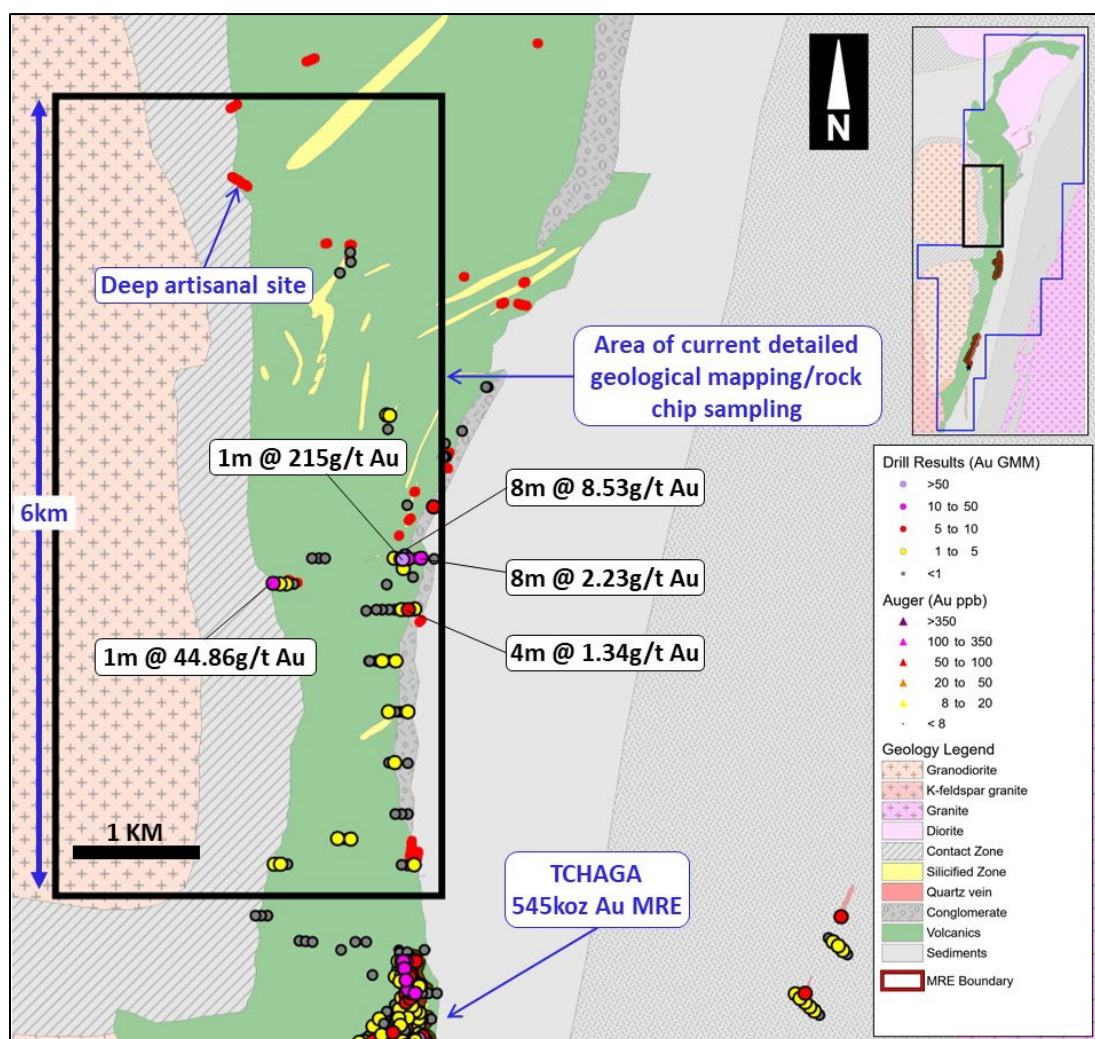 N
Deep artisanal site
Area of current detailed
geological mapping/rock
chip sampling
1m @ 215g/t Au
8m @ 8.53g/t Au
6km
8m @ 2.23g/t Au
1m @ 44.86g/t Au
4m @ 1.34g/t Au
1 KM
TCHAGA
545koz Au MRE
Drill Results (Au GMM)
>50
10 to 50
5 to 10
1 to 5
<1
Auger (Au ppb)
>350
100 to 350
50 to 100
20 to 50
8 to 20
< 8
Geology Legend
Granodiorite
K-feldspar granite
Granite
Diorite
Contact Zone
Silicified Zone
Quartz vein
Conglomerate
Volcanics
Sediments
MRE Boundary